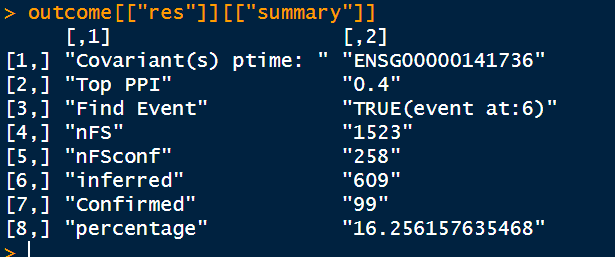 > outcome[["res"]][["summary"]]
[,1] [,2]
[1,] "Covariant(s) ptime: " "ENSG00000141736"
[2,] "Top PPI" "0.4"
[3,] "Find Event" "TRUE(event at:6)"
[4,] "nFS" "1523"
[5,] "nFSconf" "258"
[6,] "inferred" "609"
[7,] "Confirmed" "99"
[8,] "percentage" "16.256157635468"
>